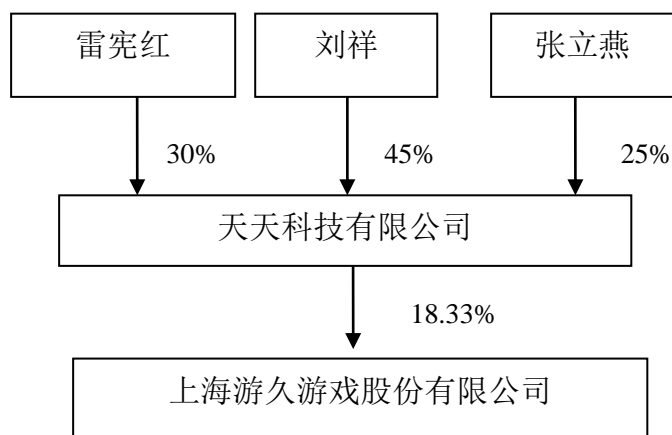 雷宪红 刘祥 张立燕
30% 45% 25%
天天科技有限公司
18.33%
上海游久游戏股份有限公司